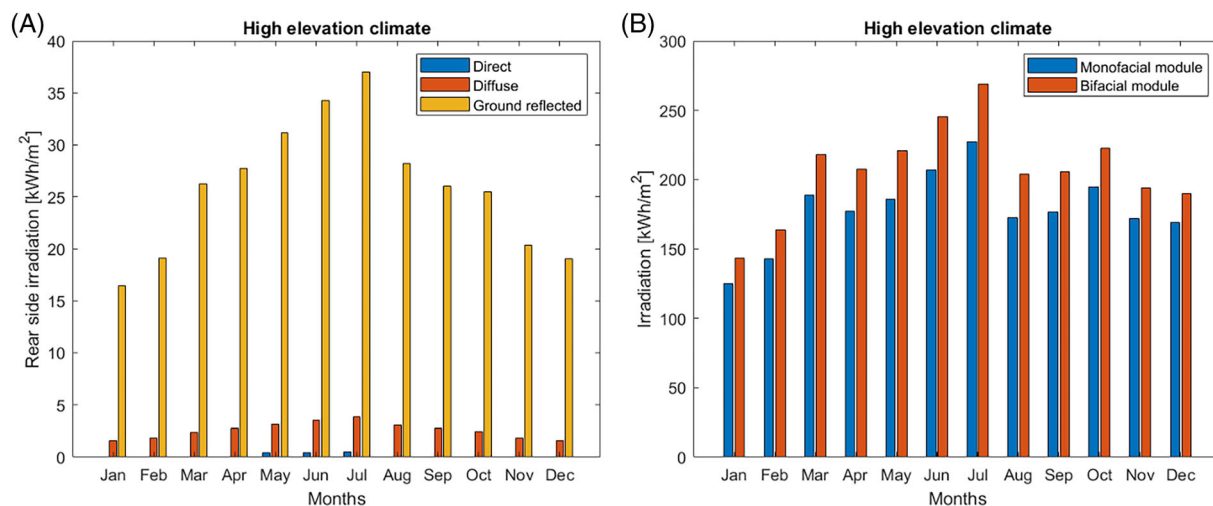 (A)
High elevation climate
Rear side irradiation [kWh/m²]
40
35
30
25
20
15
10
5
0
Direct
Diffuse
Ground reflected
Jan Feb Mar Apr May Jun Jul Aug Sep Oct Nov Dec
Months
(B)
High elevation climate
Irradiation [kWh/m²]
300
250
200
150
100
50
0
Monofacial module
Bifacial module
Jan Feb Mar Apr May Jun Jul Aug Sep Oct Nov Dec
Months